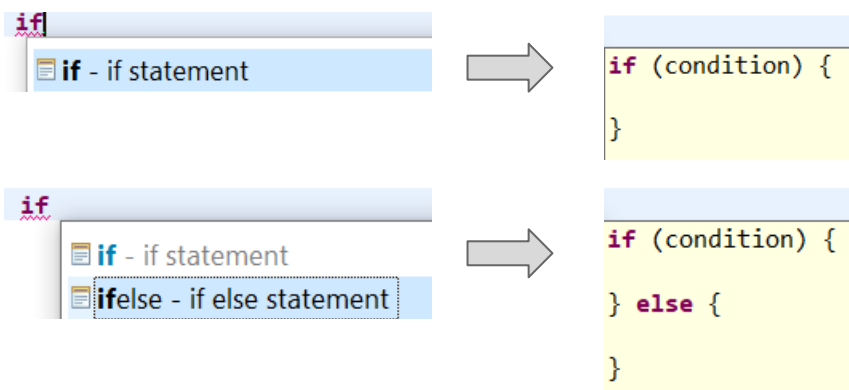 if
if - if statement
if (condition) {
}
if
if - if statement
ifelse - if else statement
if (condition) {
} else {
}